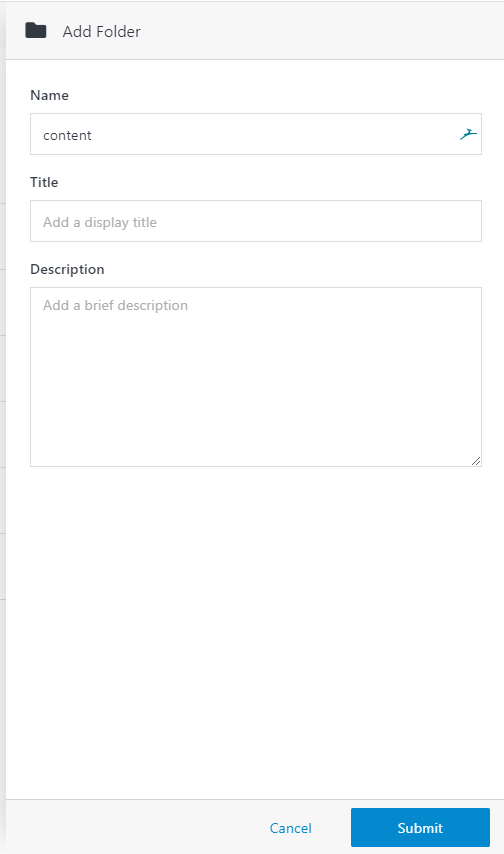 Add Folder
Name
content
Title
Add a display title
Description
Add a brief description
Cancel
Submit